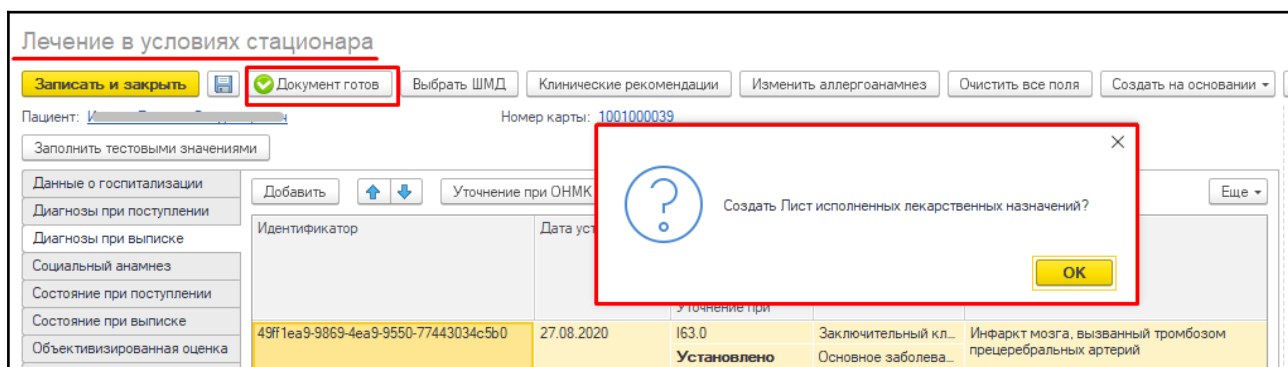 Лечение в условиях стационара
Записать и закрыть Документ готов Выбрать ШМД Клинические рекомендации Изменить аллергоанамнез Очистить все поля Создать на основании
Пациент: Номер карты: 1001000039
Заполнить тестовыми значениями
Данные о госпитализации
Добавить Уточнение при ОНМК Еще
Создать Лист исполненных лекарственных назначений?
OK
Диагнозы при поступлении
Диагнозы при выписке
Идентификатор Дата уст
Социальный анамнез
Состояние при поступлении
Состояние при выписке
Уточнение при
49ff1ea9-9869-4ea9-9550-77443034c5b0 27.08.2020 I63.0 Заключительный кл... Инфаркт мозга, вызванный тромбозом
Объективизированная оценка Установлено Основное заболева... прецеребральных артерий